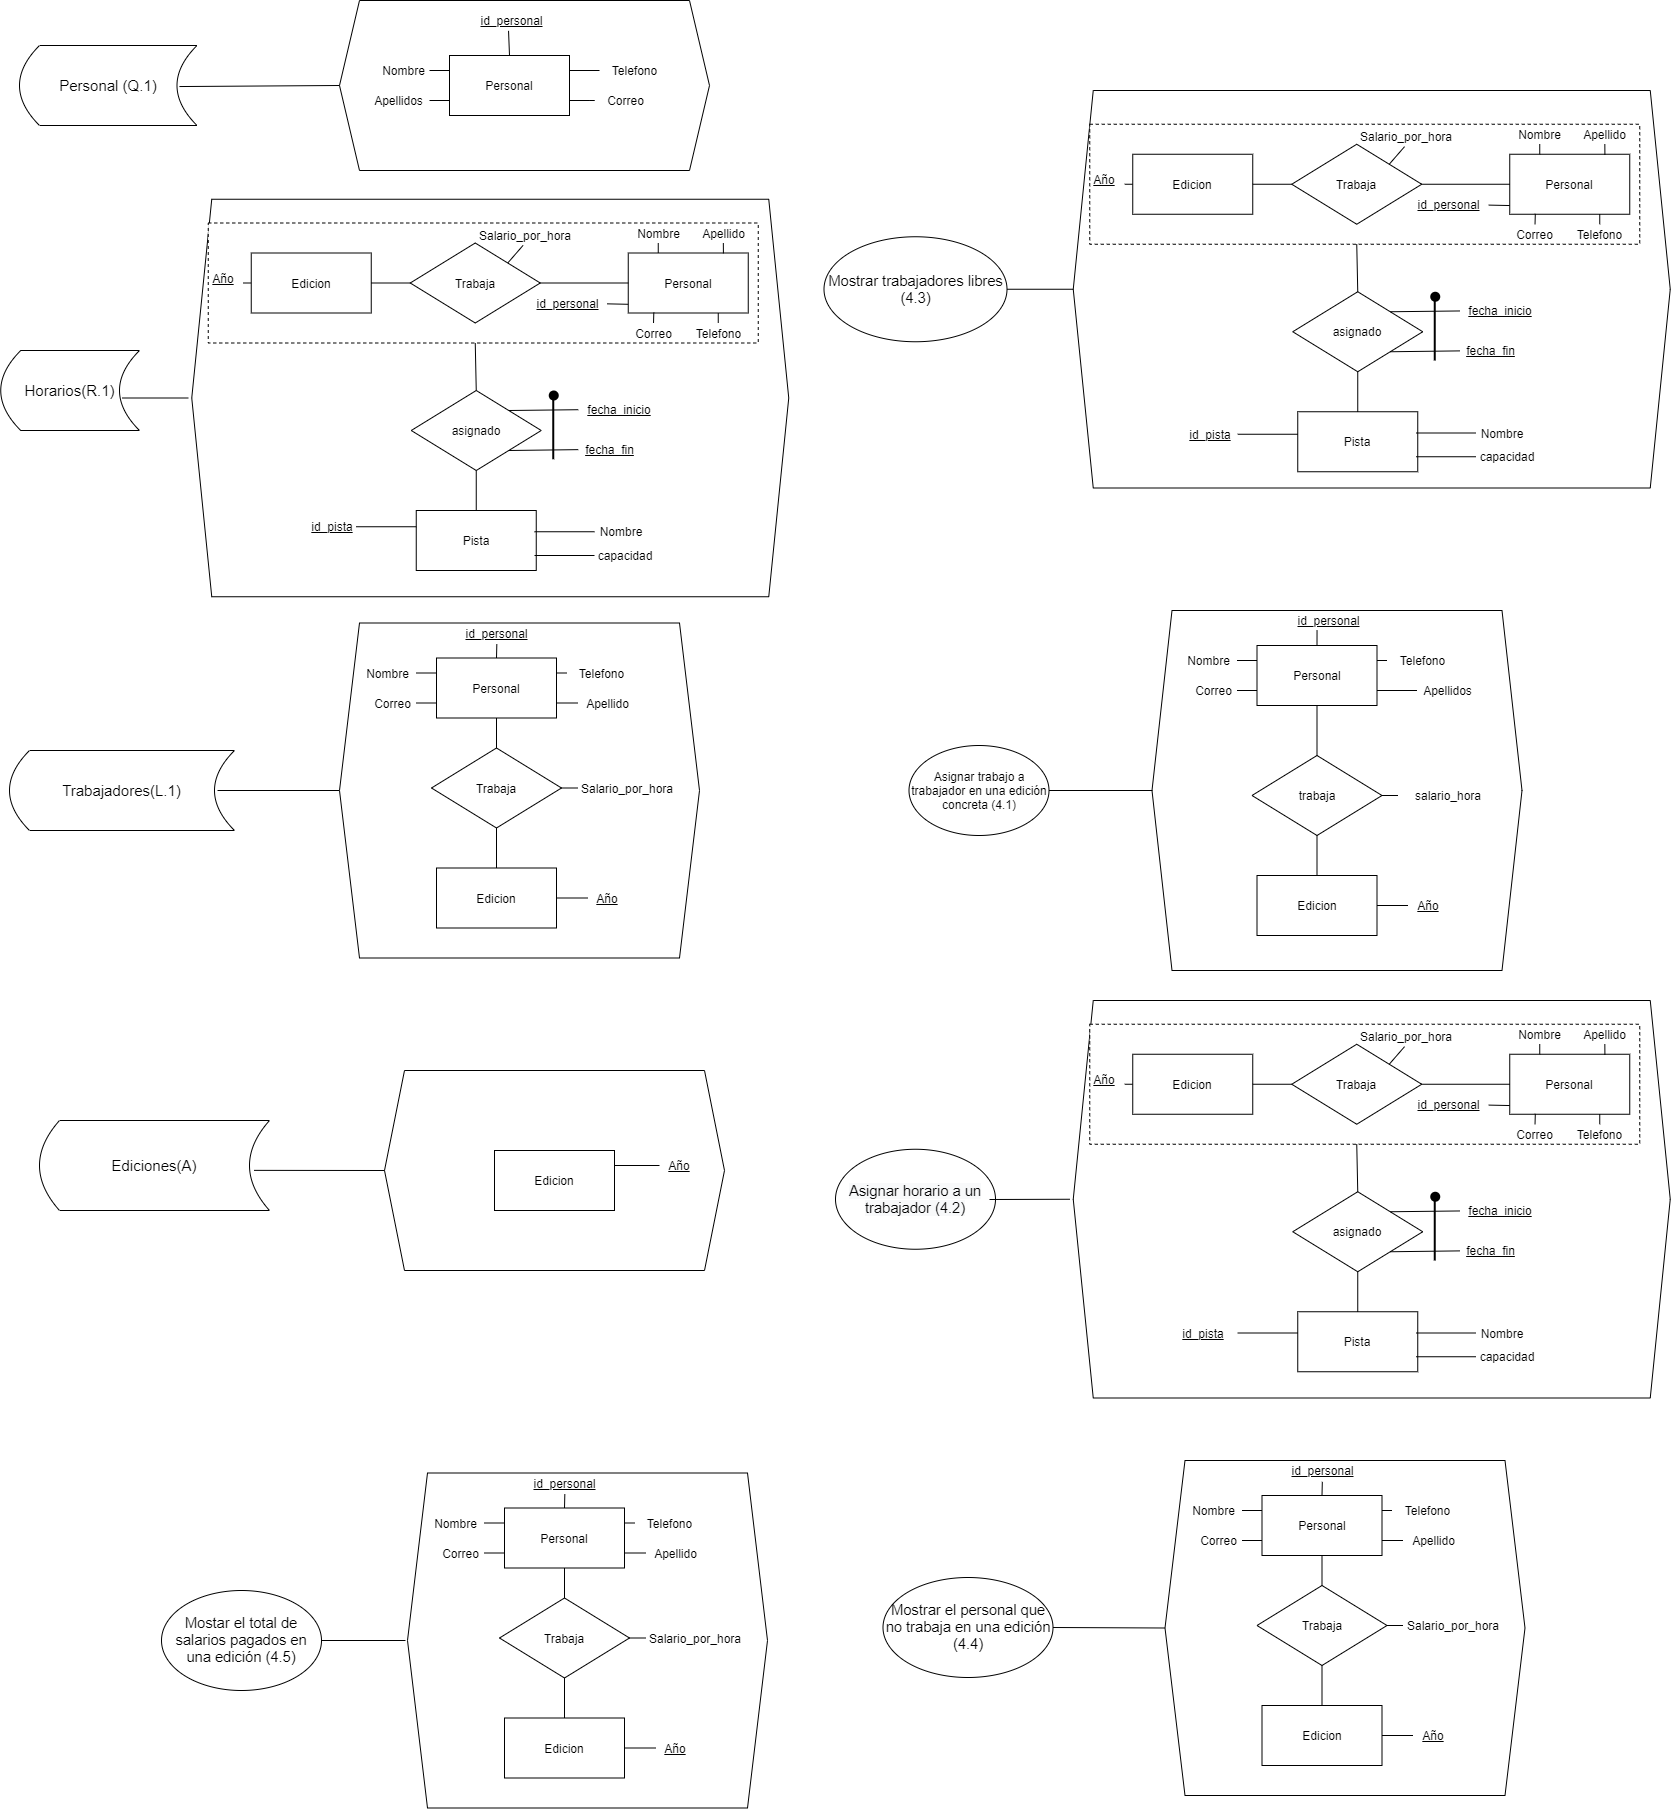 Personal (Q.1)
id_personal
Nombre
Telefono
Personal
Apellidos
Correo
Horarios(R.1)
Salario_por_hora
Nombre
Apellido
Año
Edicion
Trabaja
Personal
id_personal
Correo
Telefono
asignado
fecha_inicio
fecha_fin
id_pista
Pista
Nombre
capacidad
Mostrar trabajadores libres
(4.3)
Salario_por_hora
Nombre
Apellido
Año
Edicion
Trabaja
Personal
id_personal
Correo
Telefono
asignado
fecha_inicio
fecha_fin
id_pista
Pista
Nombre
capacidad
Trabajadores(L.1)
id_personal
Nombre
Telefono
Personal
Correo
Apellido
Trabaja
Salario_por_hora
Edicion
Año
Asignar trabajo a
trabajador en una edición
concreta (4.1)
id_personal
Nombre
Telefono
Personal
Correo
Apellidos
trabaja
salario_hora
Edicion
Año
Ediciones(A)
Edicion
Año
Asignar horario a un
trabajador (4.2)
Salario_por_hora
Nombre
Apellido
Año
Edicion
Trabaja
Personal
id_personal
Correo
Telefono
asignado
fecha_inicio
fecha_fin
id_pista
Pista
Nombre
capacidad
Mostar el total de
salarios pagados en
una edición (4.5)
id_personal
Nombre
Telefono
Personal
Correo
Apellido
Trabaja
Salario_por_hora
Edicion
Año
Mostrar el personal que
no trabaja en una edición
(4.4)
id_personal
Nombre
Telefono
Personal
Correo
Apellido
Trabaja
Salario_por_hora
Edicion
Año